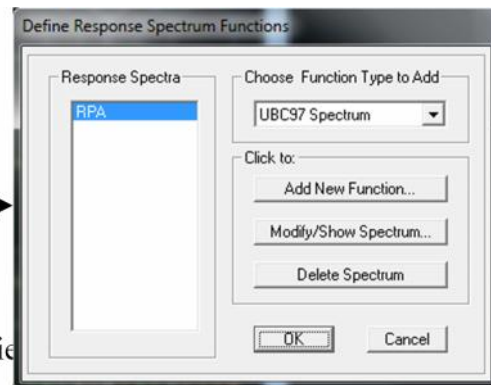 Define Response Spectrum Functions
Response Spectra
RPA
Choose Function Type to Add
UBC97 Spectrum
Click to:
Add New Function...
Modify/Show Spectrum...
Delete Spectrum
OK
Cancel